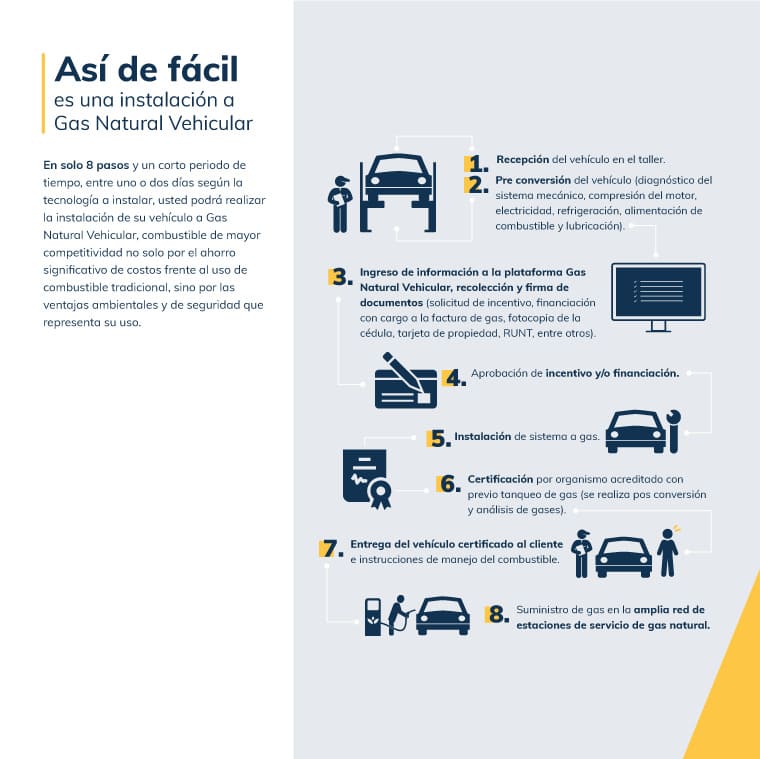 Así de fácil
es una instalación a
Gas Natural Vehicular
En solo 8 pasos y un corto periodo de
tiempo, entre uno o dos días según la
tecnología a instalar, usted podrá realizar
la instalación de su vehículo a Gas
Natural Vehicular, combustible de mayor
competitividad no solo por el ahorro
significativo de costos frente al uso de
combustible tradicional, sino por las
ventajas ambientales y de seguridad que
representa su uso.
1. Recepción del vehículo en el taller.
2. Pre conversión del vehículo (diagnóstico del
sistema mecánico, compresión del motor,
electricidad, refrigeración, alimentación de
combustible y lubricación).
3. Ingreso de información a la plataforma Gas
Natural Vehicular, recolección y firma de
documentos (solicitud de incentivo, financiación
con cargo a la factura de gas, fotocopia de la
cédula, tarjeta de propiedad, RUNT, entre otros).
4. Aprobación de incentivo y/o financiación.
5. Instalación de sistema a gas.
6. Certificación por organismo acreditado con
previo tanqueo de gas (se realiza pos conversión
y análisis de gases).
7. Entrega del vehículo certificado al cliente
e instrucciones de manejo del combustible.
8. Suministro de gas en la amplia red de
estaciones de servicio de gas natural.